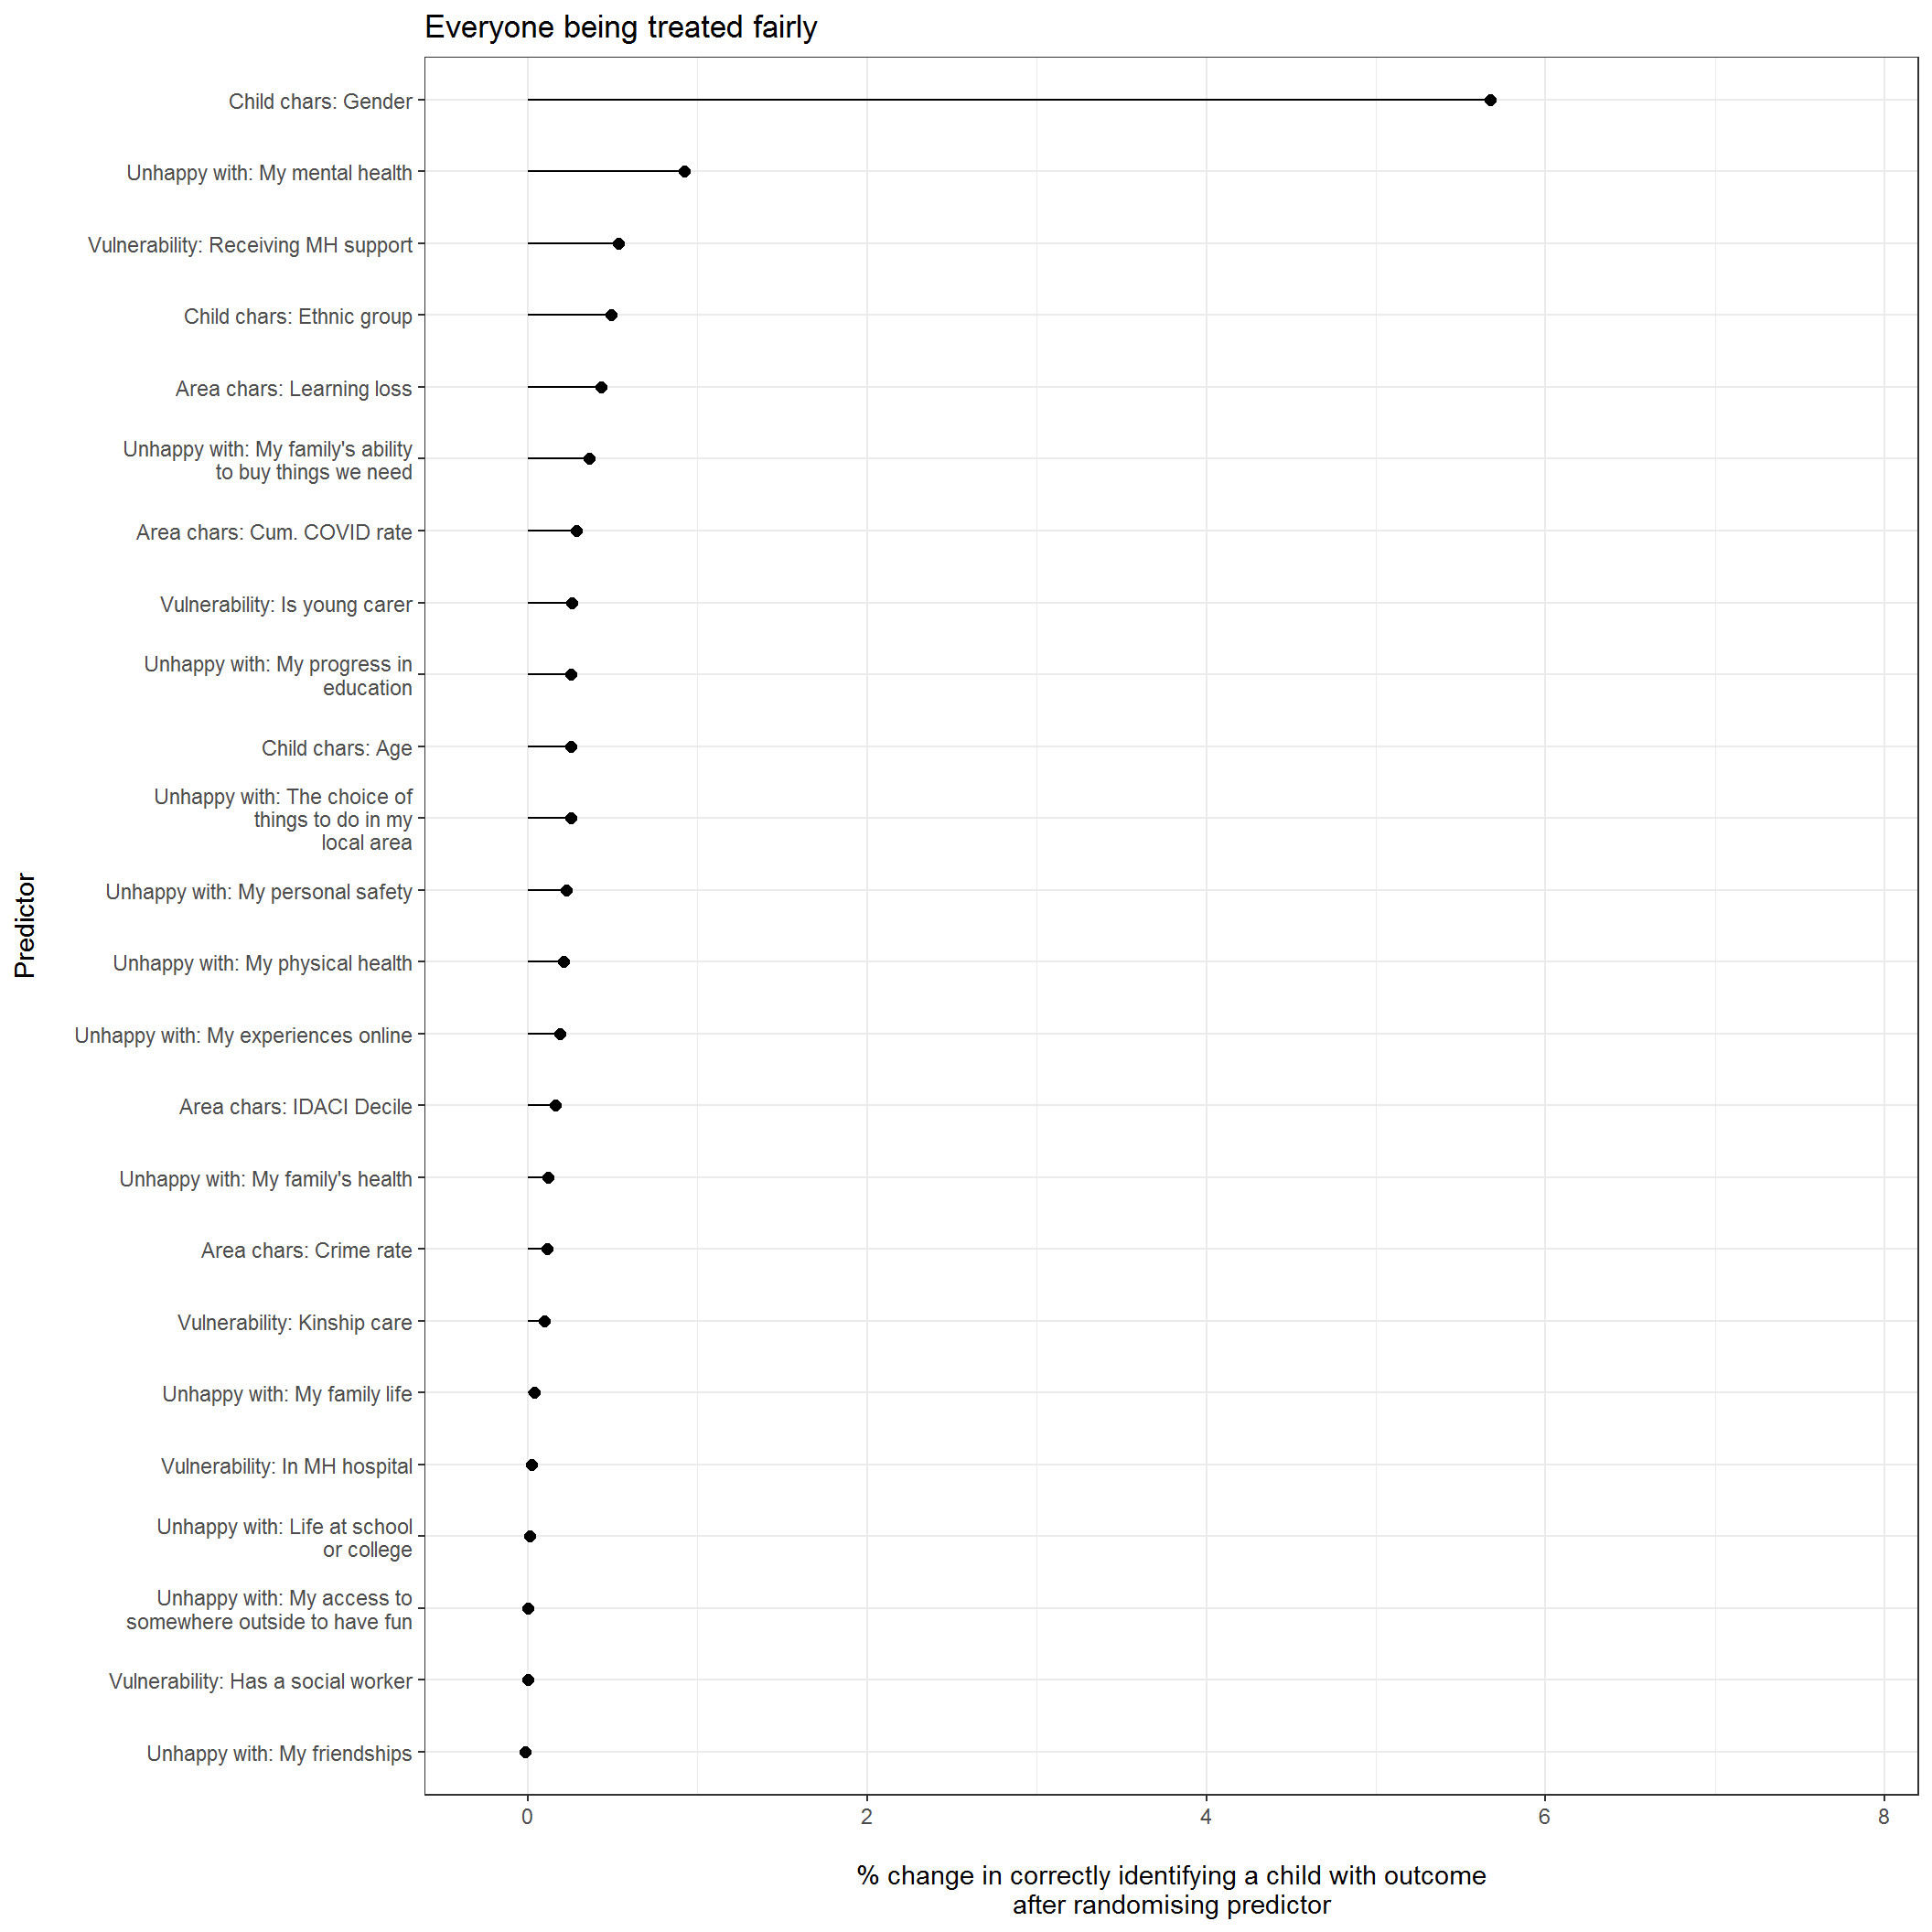 Everyone being treated fairly
Child chars: Gender
Unhappy with: My mental health
Vulnerability: Receiving MH support
Child chars: Ethnic group
Area chars: Learning loss
Unhappy with: My family's ability
to buy things we need
Area chars: Cum. COVID rate
Vulnerability: Is young carer
Unhappy with: My progress in
education
Child chars: Age
Unhappy with: The choice of
things to do in my
local area
Unhappy with: My personal safety
Unhappy with: My physical health
Unhappy with: My experiences online
Area chars: IDACI Decile
Unhappy with: My family's health
Area chars: Crime rate
Vulnerability: Kinship care
Unhappy with: My family life
Vulnerability: In MH hospital
Unhappy with: Life at school
or college
Unhappy with: My access to
somewhere outside to have fun
Vulnerability: Has a social worker
Unhappy with: My friendships
Predictor
0 2 4 6 8
% change in correctly identifying a child with outcome
after randomising predictor